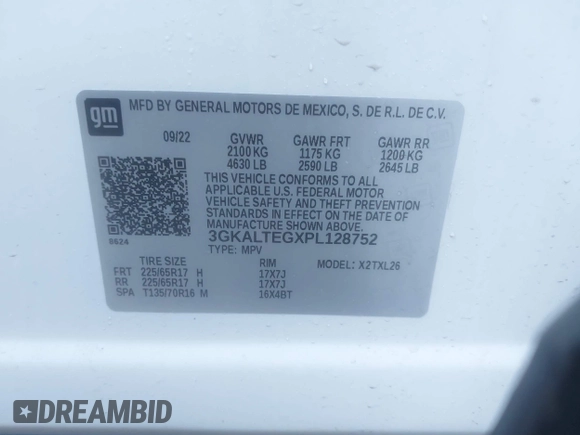 gm
MFD BY GENERAL MOTORS DE MEXICO, S. DE R.L. DE C.V.
09/22 GVWR GAWR FRT GAWR RR
2100 KG 1175 KG 1200 KG
4630 LB 2590 LB 2645 LB
THIS VEHICLE CONFORMS TO ALL
APPLICABLE U.S. FEDERAL MOTOR
VEHICLE SAFETY AND THEFT PREVENTION
STANDARDS IN EFFECT ON THE DATE OF
MANUFACTURE SHOWN ABOVE.
0624
3GKALTEGXPL128752
TYPE: MPV
TIRE SIZE RIM MODEL: X2TXL26
FRT 225/65R17 H 17X7J
RR 225/65R17 H 17X7J
SPA T135/70R16 M 16X4BT
DREAMBID